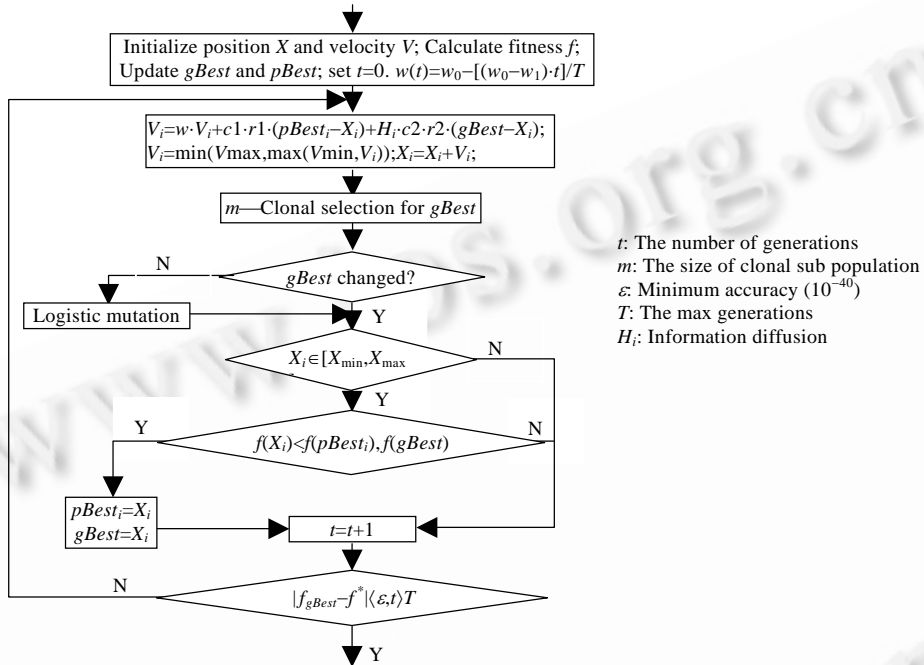 Initialize position X and velocity V; Calculate fitness f;
Update gBest and pBest; set t=0. w(t)=w₀−[(w₀−w₁)·t]/T
Vᵢ=w·Vᵢ+c1·r1·(pBestᵢ−Xᵢ)+Hᵢ·c2·r2·(gBest−Xᵢ);
Vᵢ=min(Vmax,max(Vmin,Vᵢ));Xᵢ=Xᵢ+Vᵢ;
m—Clonal selection for gBest
N
gBest changed?
Logistic mutation
Y
Xᵢ∈[Xmin,Xmax
N
Y
Y
f(Xᵢ)<f(pBestᵢ),f(gBest)
N
pBestᵢ=Xᵢ
gBest=Xᵢ
t=t+1
N
|f_gBest−f*|⟨ε,t⟩T
Y
t: The number of generations
m: The size of clonal sub population
ε: Minimum accuracy (10⁻⁴⁰)
T: The max generations
Hᵢ: Information diffusion